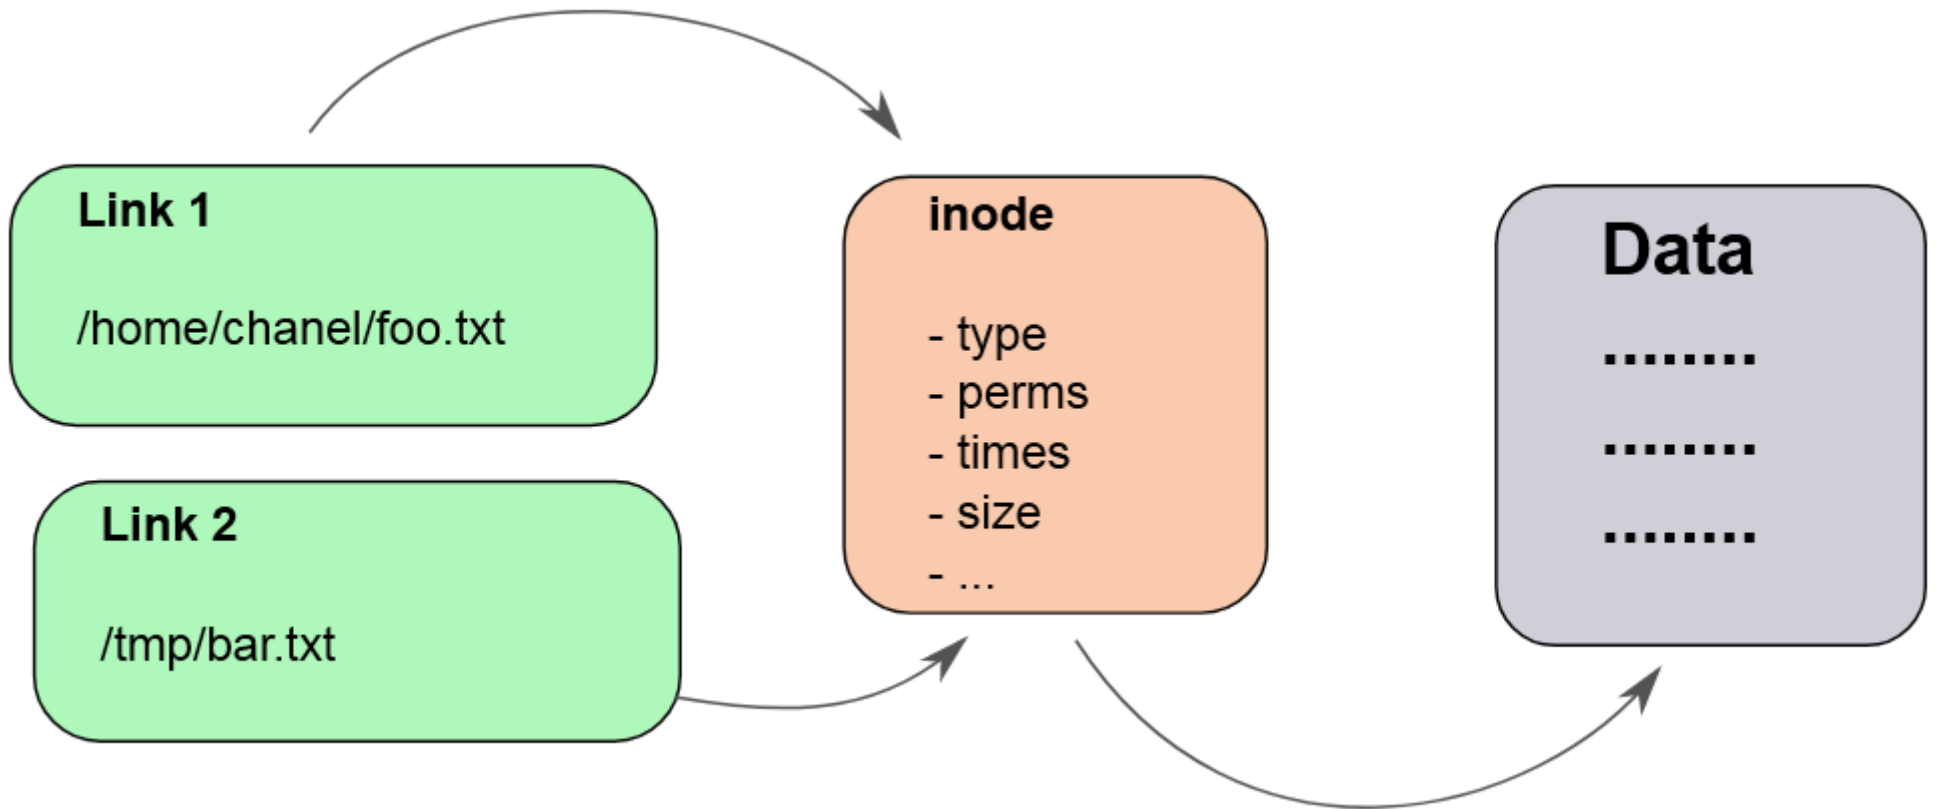 Link 1
/home/chanel/foo.txt
Link 2
/tmp/bar.txt
inode
- type
- perms
- times
- size
- ...
Data
........
........
........